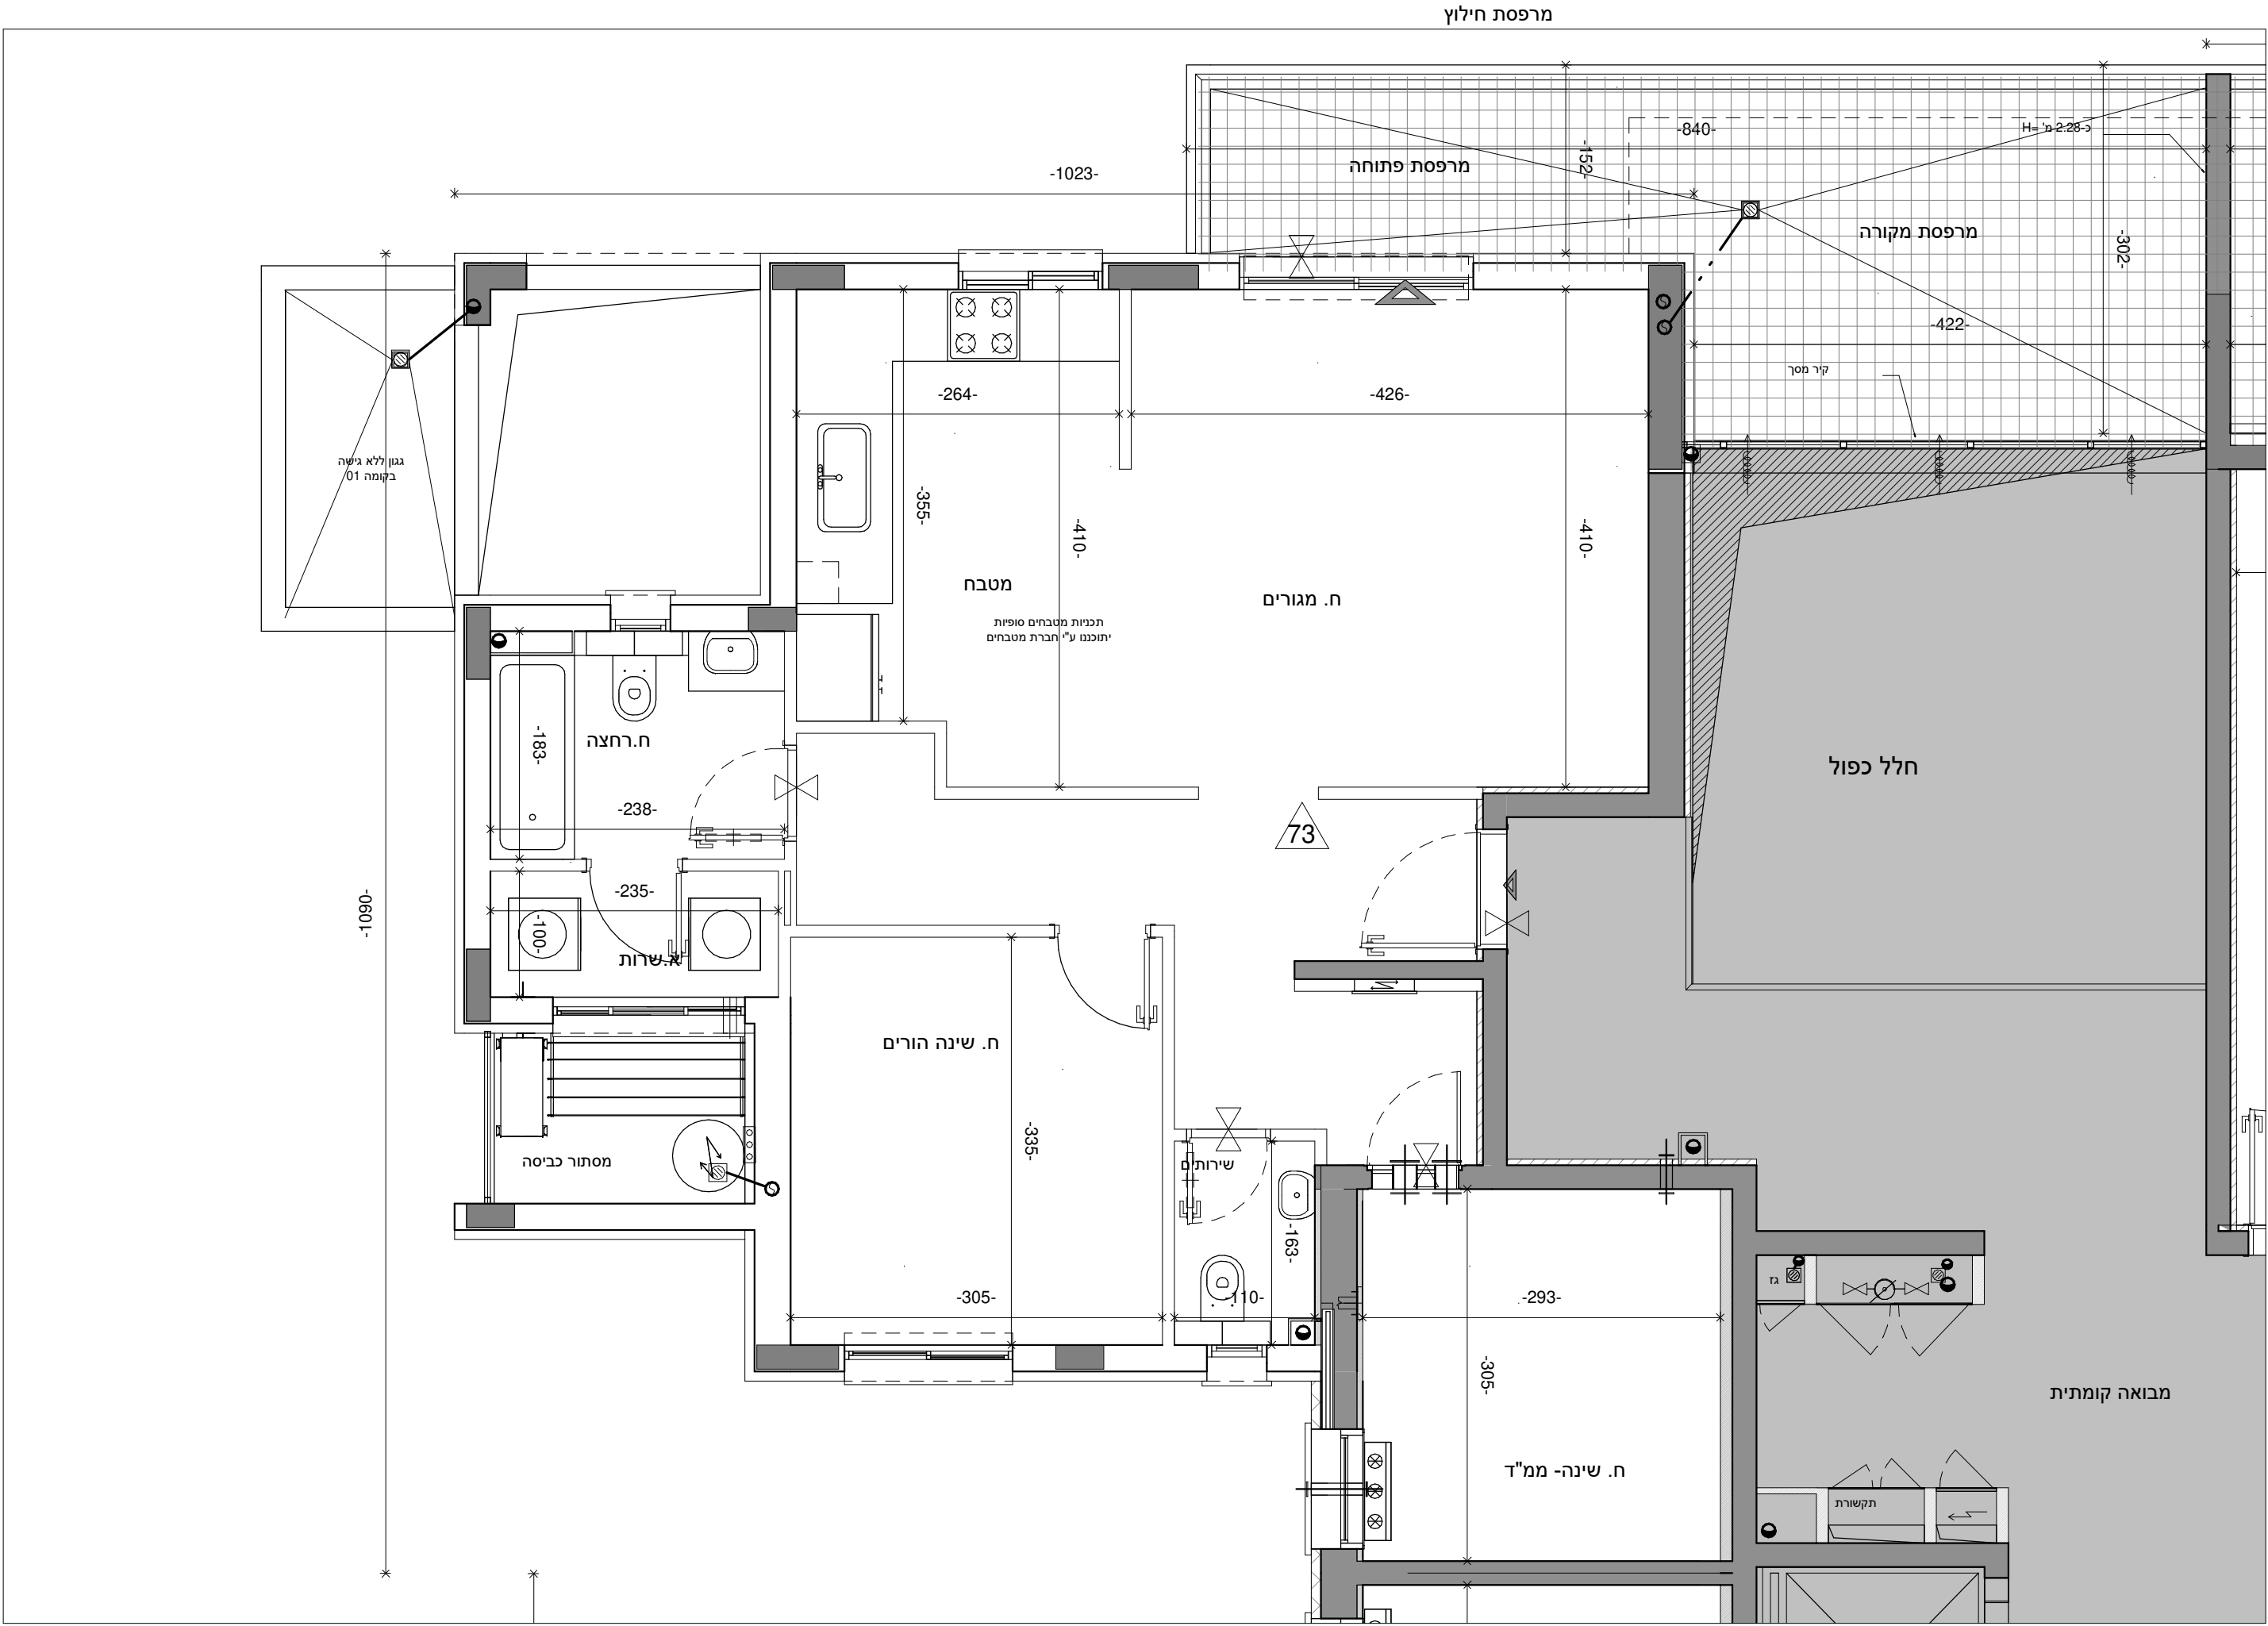 מרפסת חילוץ
-840-
כ-2.28 מ' =H
-152-
מרפסת פתוחה
-1023-
מרפסת מקורה
-302-
-422-
קיר מסך
-264-
-426-
גגון ללא גישה
בקומה 01
-355-
-410-
-410-
מטבח
ח. מגורים
תכניות מטבחים סופיות
יתוכננו ע"י חברת מטבחים
ח.רחצה
-183-
חלל כפול
-238-
73
-235-
-1090-
-100-
א.שרות
ח. שינה הורים
-335-
מסתור כביסה
שירותים
-163-
גז
-305-
-110-
-293-
-305-
מבואה קומתית
ח. שינה- ממ"ד
תקשורת